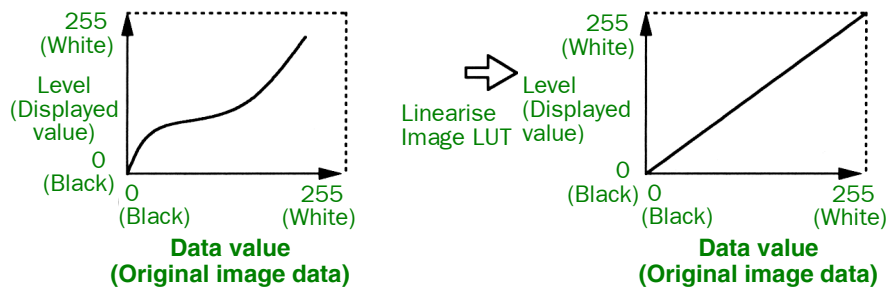 255
(White)
Level
(Displayed
value)
0
(Black)
0
(Black)
255
(White)
Data value
(Original image data)
Linearise
Image LUT
255
(White)
Level
(Displayed
value)
0
(Black)
0
(Black)
255
(White)
Data value
(Original image data)